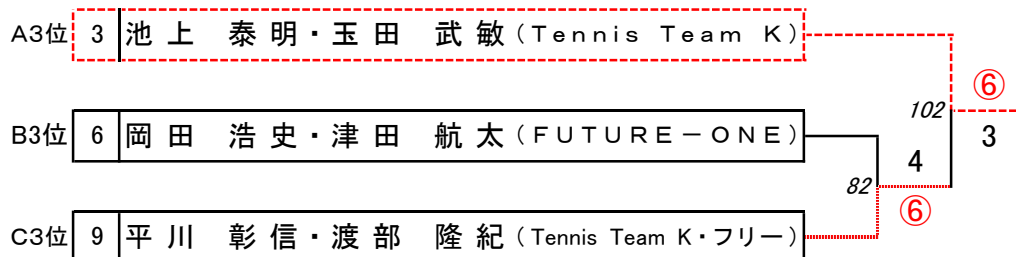 A3位 3 池上 泰明・玉田 武敏(Tennis Team K)
⑥
102
3
B3位 6 岡田 浩史・津田 航太(FUTURE-ONE)
4
82
⑥
C3位 9 平川 彰信・渡部 隆紀(Tennis Team K・フリー)